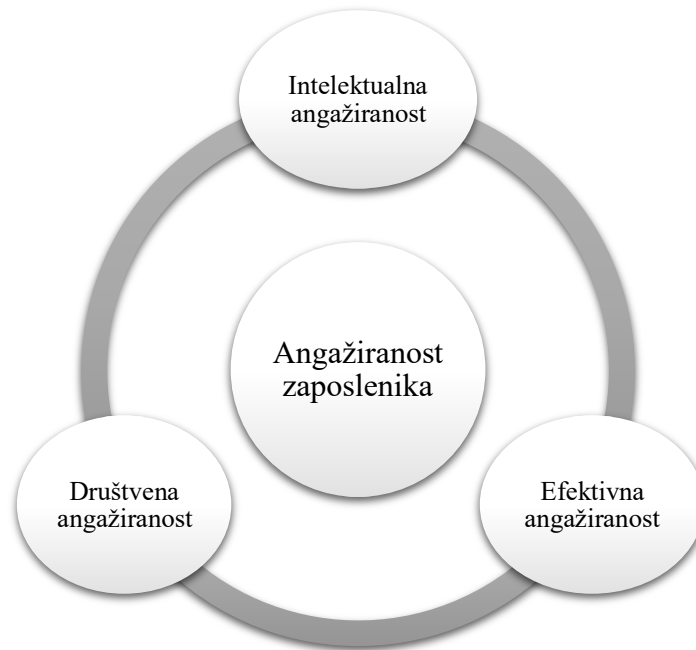 Intelektualna
angažiranost
Angažiranost
zaposlenika
Društvena
angažiranost
Efektivna
angažiranost